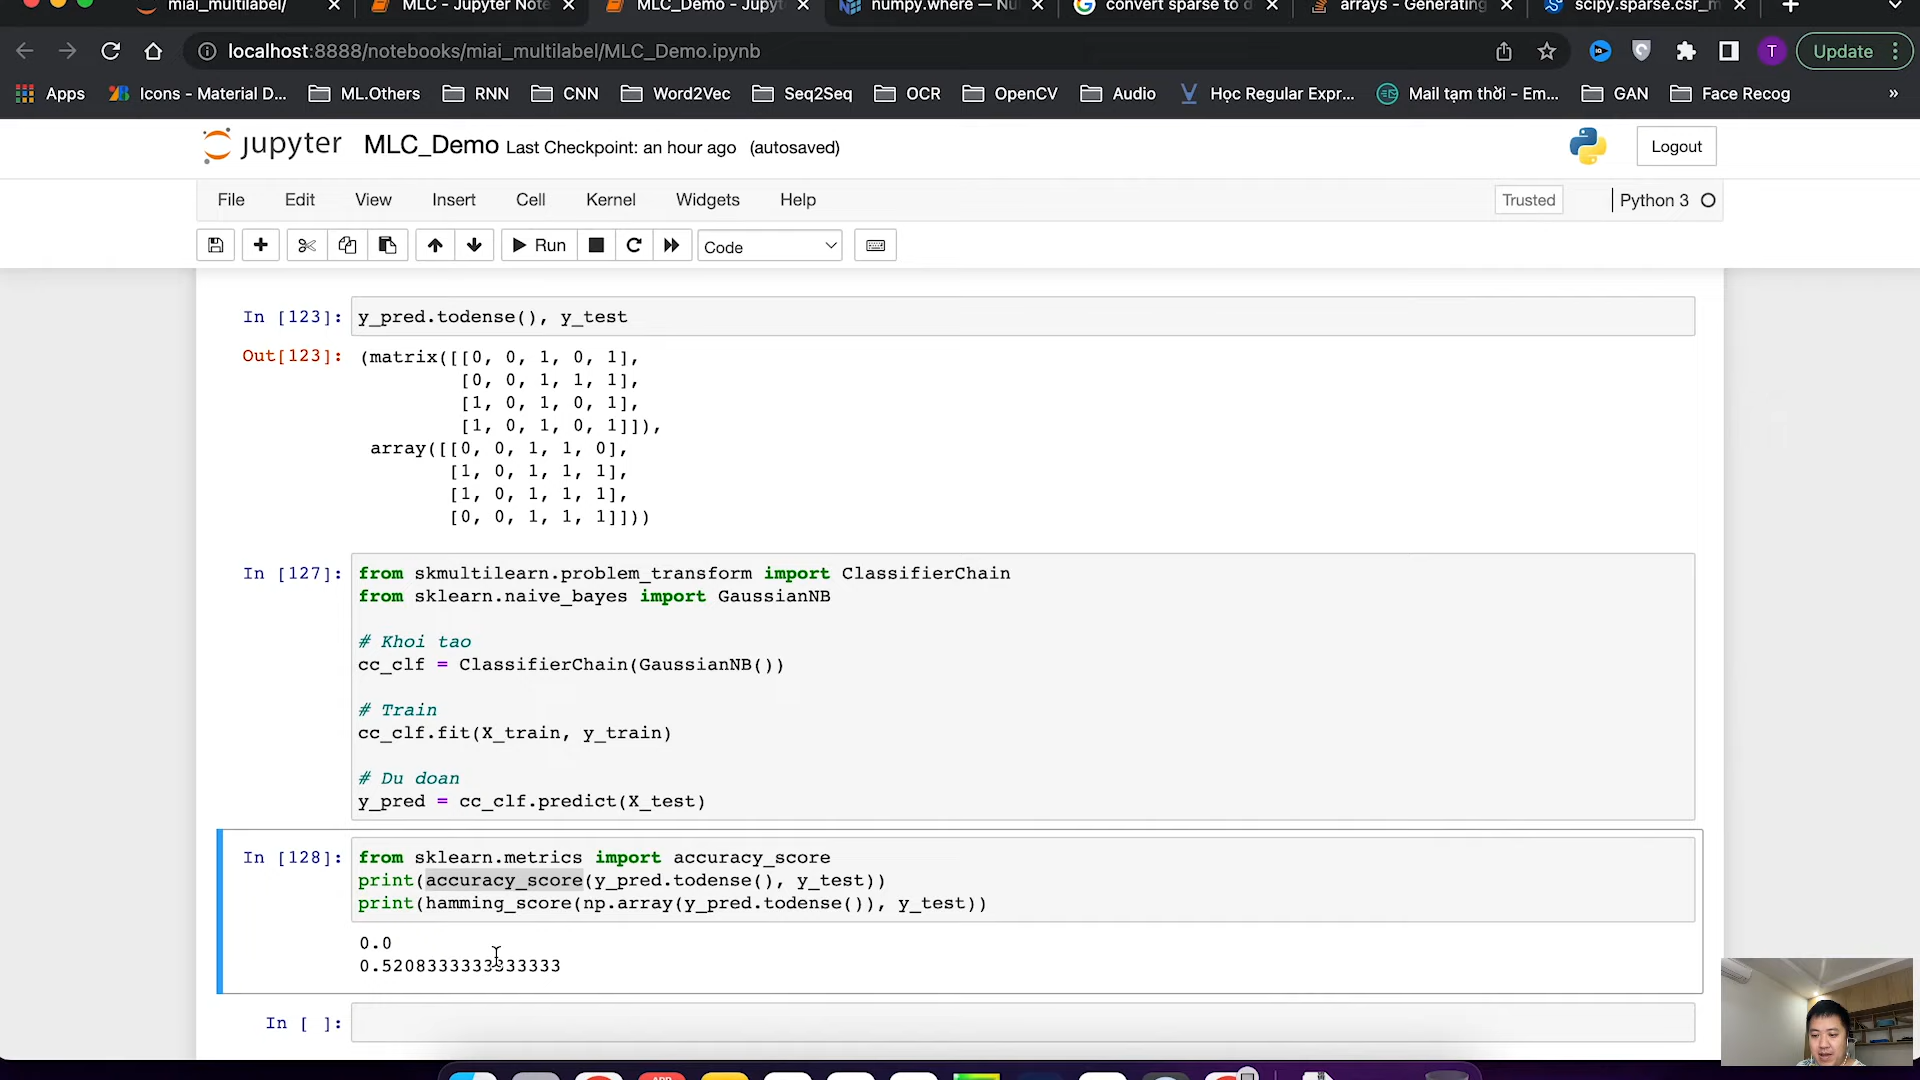 miai_multilabel/
MLC - Jupyter Note
MLC_Demo - Jupyt
numpy.where — Nu
convert sparse to d
arrays - Generating
scipy.sparse.csr_m
localhost:8888/notebooks/miai_multilabel/MLC_Demo.ipynb
T
Update
Apps
Icons - Material D...
ML.Others
RNN
CNN
Word2Vec
Seq2Seq
OCR
OpenCV
Audio
Học Regular Expr...
Mail tạm thời - Em...
GAN
Face Recog
»
jupyter
MLC_Demo Last Checkpoint: an hour ago (autosaved)
Logout
File Edit View Insert Cell Kernel Widgets Help
Trusted
Python 3
Run
Code
In [123]: y_pred.todense(), y_test
Out[123]: (matrix([[0, 0, 1, 0, 1],
[0, 0, 1, 1, 1],
[1, 0, 1, 0, 1],
[1, 0, 1, 0, 1]]),
array([[0, 0, 1, 1, 0],
[1, 0, 1, 1, 1],
[1, 0, 1, 1, 1],
[0, 0, 1, 1, 1]]))
In [127]: from skmultilearn.problem_transform import ClassifierChain
from sklearn.naive_bayes import GaussianNB
# Khoi tao
cc_clf = ClassifierChain(GaussianNB())
# Train
cc_clf.fit(X_train, y_train)
# Du doan
y_pred = cc_clf.predict(X_test)
In [128]: from sklearn.metrics import accuracy_score
print(accuracy_score(y_pred.todense(), y_test))
print(hamming_score(np.array(y_pred.todense()), y_test))
0.0
0.5208333333333333
In [ ]: